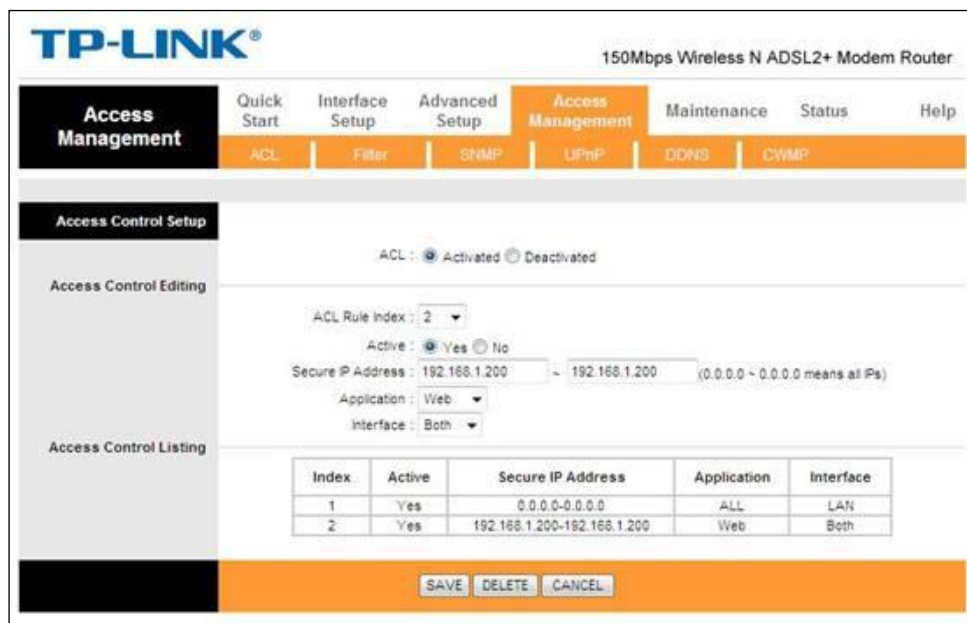 TP-LINK®
150Mbps Wireless N ADSL2+ Modem Router
Access Management
Quick Start
Interface Setup
Advanced Setup
Access Management
Maintenance
Status
Help
ACL
Filter
SNMP
UPnP
DDNS
CWMP
Access Control Setup
ACL : Activated Deactivated
Access Control Editing
ACL Rule Index : 2
Active : Yes No
Secure IP Address : 192.168.1.200 ~ 192.168.1.200 (0.0.0.0 ~ 0.0.0.0 means all IPs)
Application : Web
Interface : Both
Access Control Listing
Index Active Secure IP Address Application Interface
1 Yes 0.0.0.0-0.0.0.0 ALL LAN
2 Yes 192.168.1.200-192.168.1.200 Web Both
SAVE DELETE CANCEL